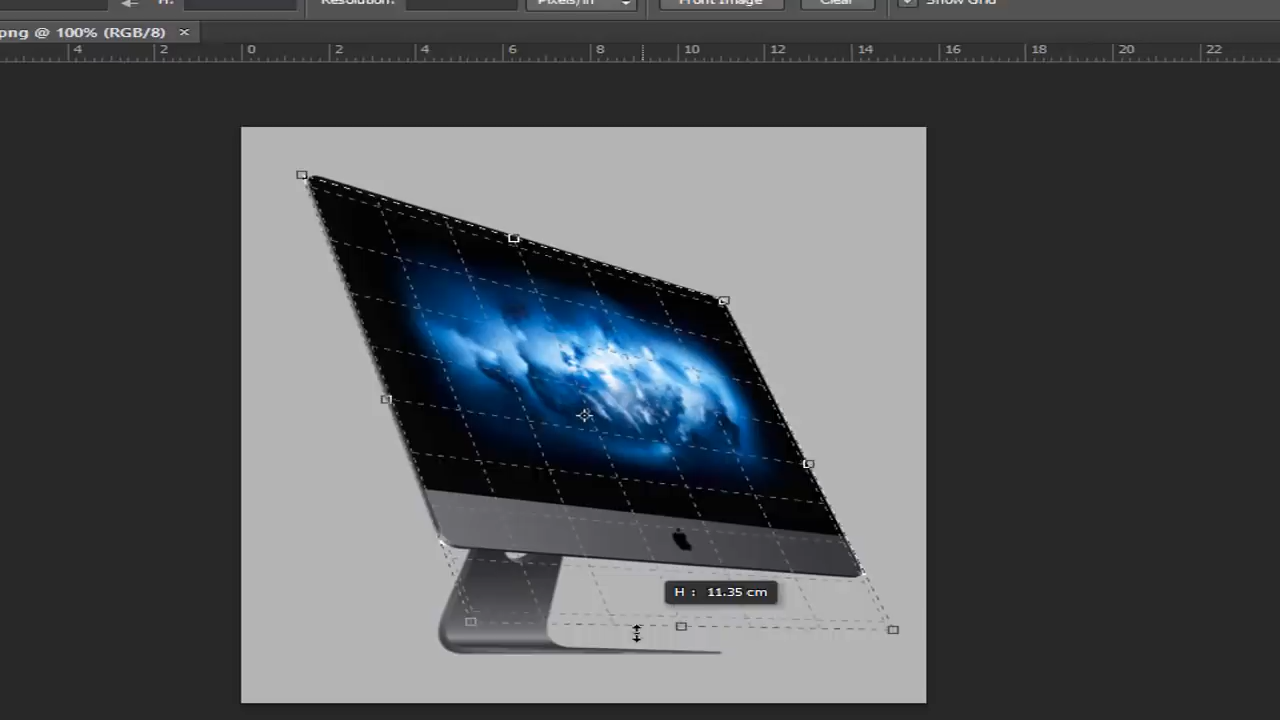 H: Resolution: Pixels/in Front Image Clear Show Grid
png @ 100% (RGB/8) ×
4 2 0 2 4 6 8 10 12 14 16 18 20 22
H : 11.35 cm